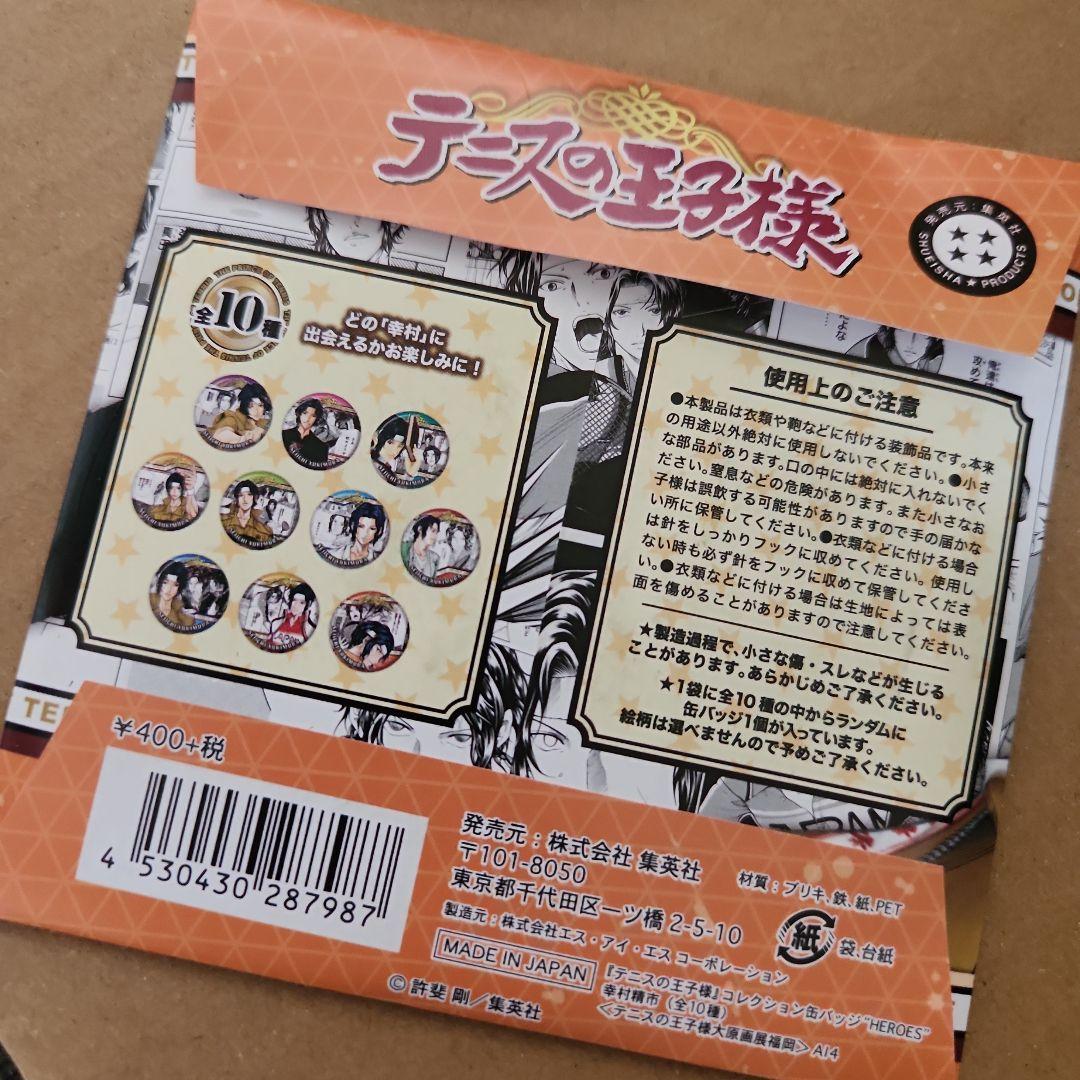 テニスの王子様
発売元：集英社
SHUEISHA ★ PRODUCTS
全10種
どの「幸村」に
出会えるかお楽しみに！
使用上のご注意
●本製品は衣類や鞄などに付ける装飾品です。本来
の用途以外絶対に使用しないでください。●小さ
な部品があります。口の中には絶対に入れないでく
ださい。窒息などの危険があります。また小さなお
子様は誤飲する可能性がありますので手の届かな
い所に保管してください。●衣類などに付ける場合
は針をしっかりフックに収めてください。使用し
ない時も必ず針をフックに収めて保管してくださ
い。●衣類などに付ける場合は生地によっては表
面を傷めることがありますので注意してください。
★製造過程で、小さな傷・スレなどが生じる
ことがあります。あらかじめご了承ください。
★1袋に全10種の中からランダムに
缶バッジ1個が入っています。
絵柄は選べませんので予めご了承ください。
TE
¥400+税
4 530430 287987
発売元：株式会社 集英社
〒101-8050
東京都千代田区一ツ橋 2-5-10
製造元：株式会社エス・アイ・エス コーポレーション
MADE IN JAPAN
©許斐 剛／集英社
材質：ブリキ、鉄、紙、PET
紙
袋、台紙
『テニスの王子様』コレクション缶バッジ"HEROES"
幸村精市（全10種）
＜テニスの王子様大原画展福岡＞ A14